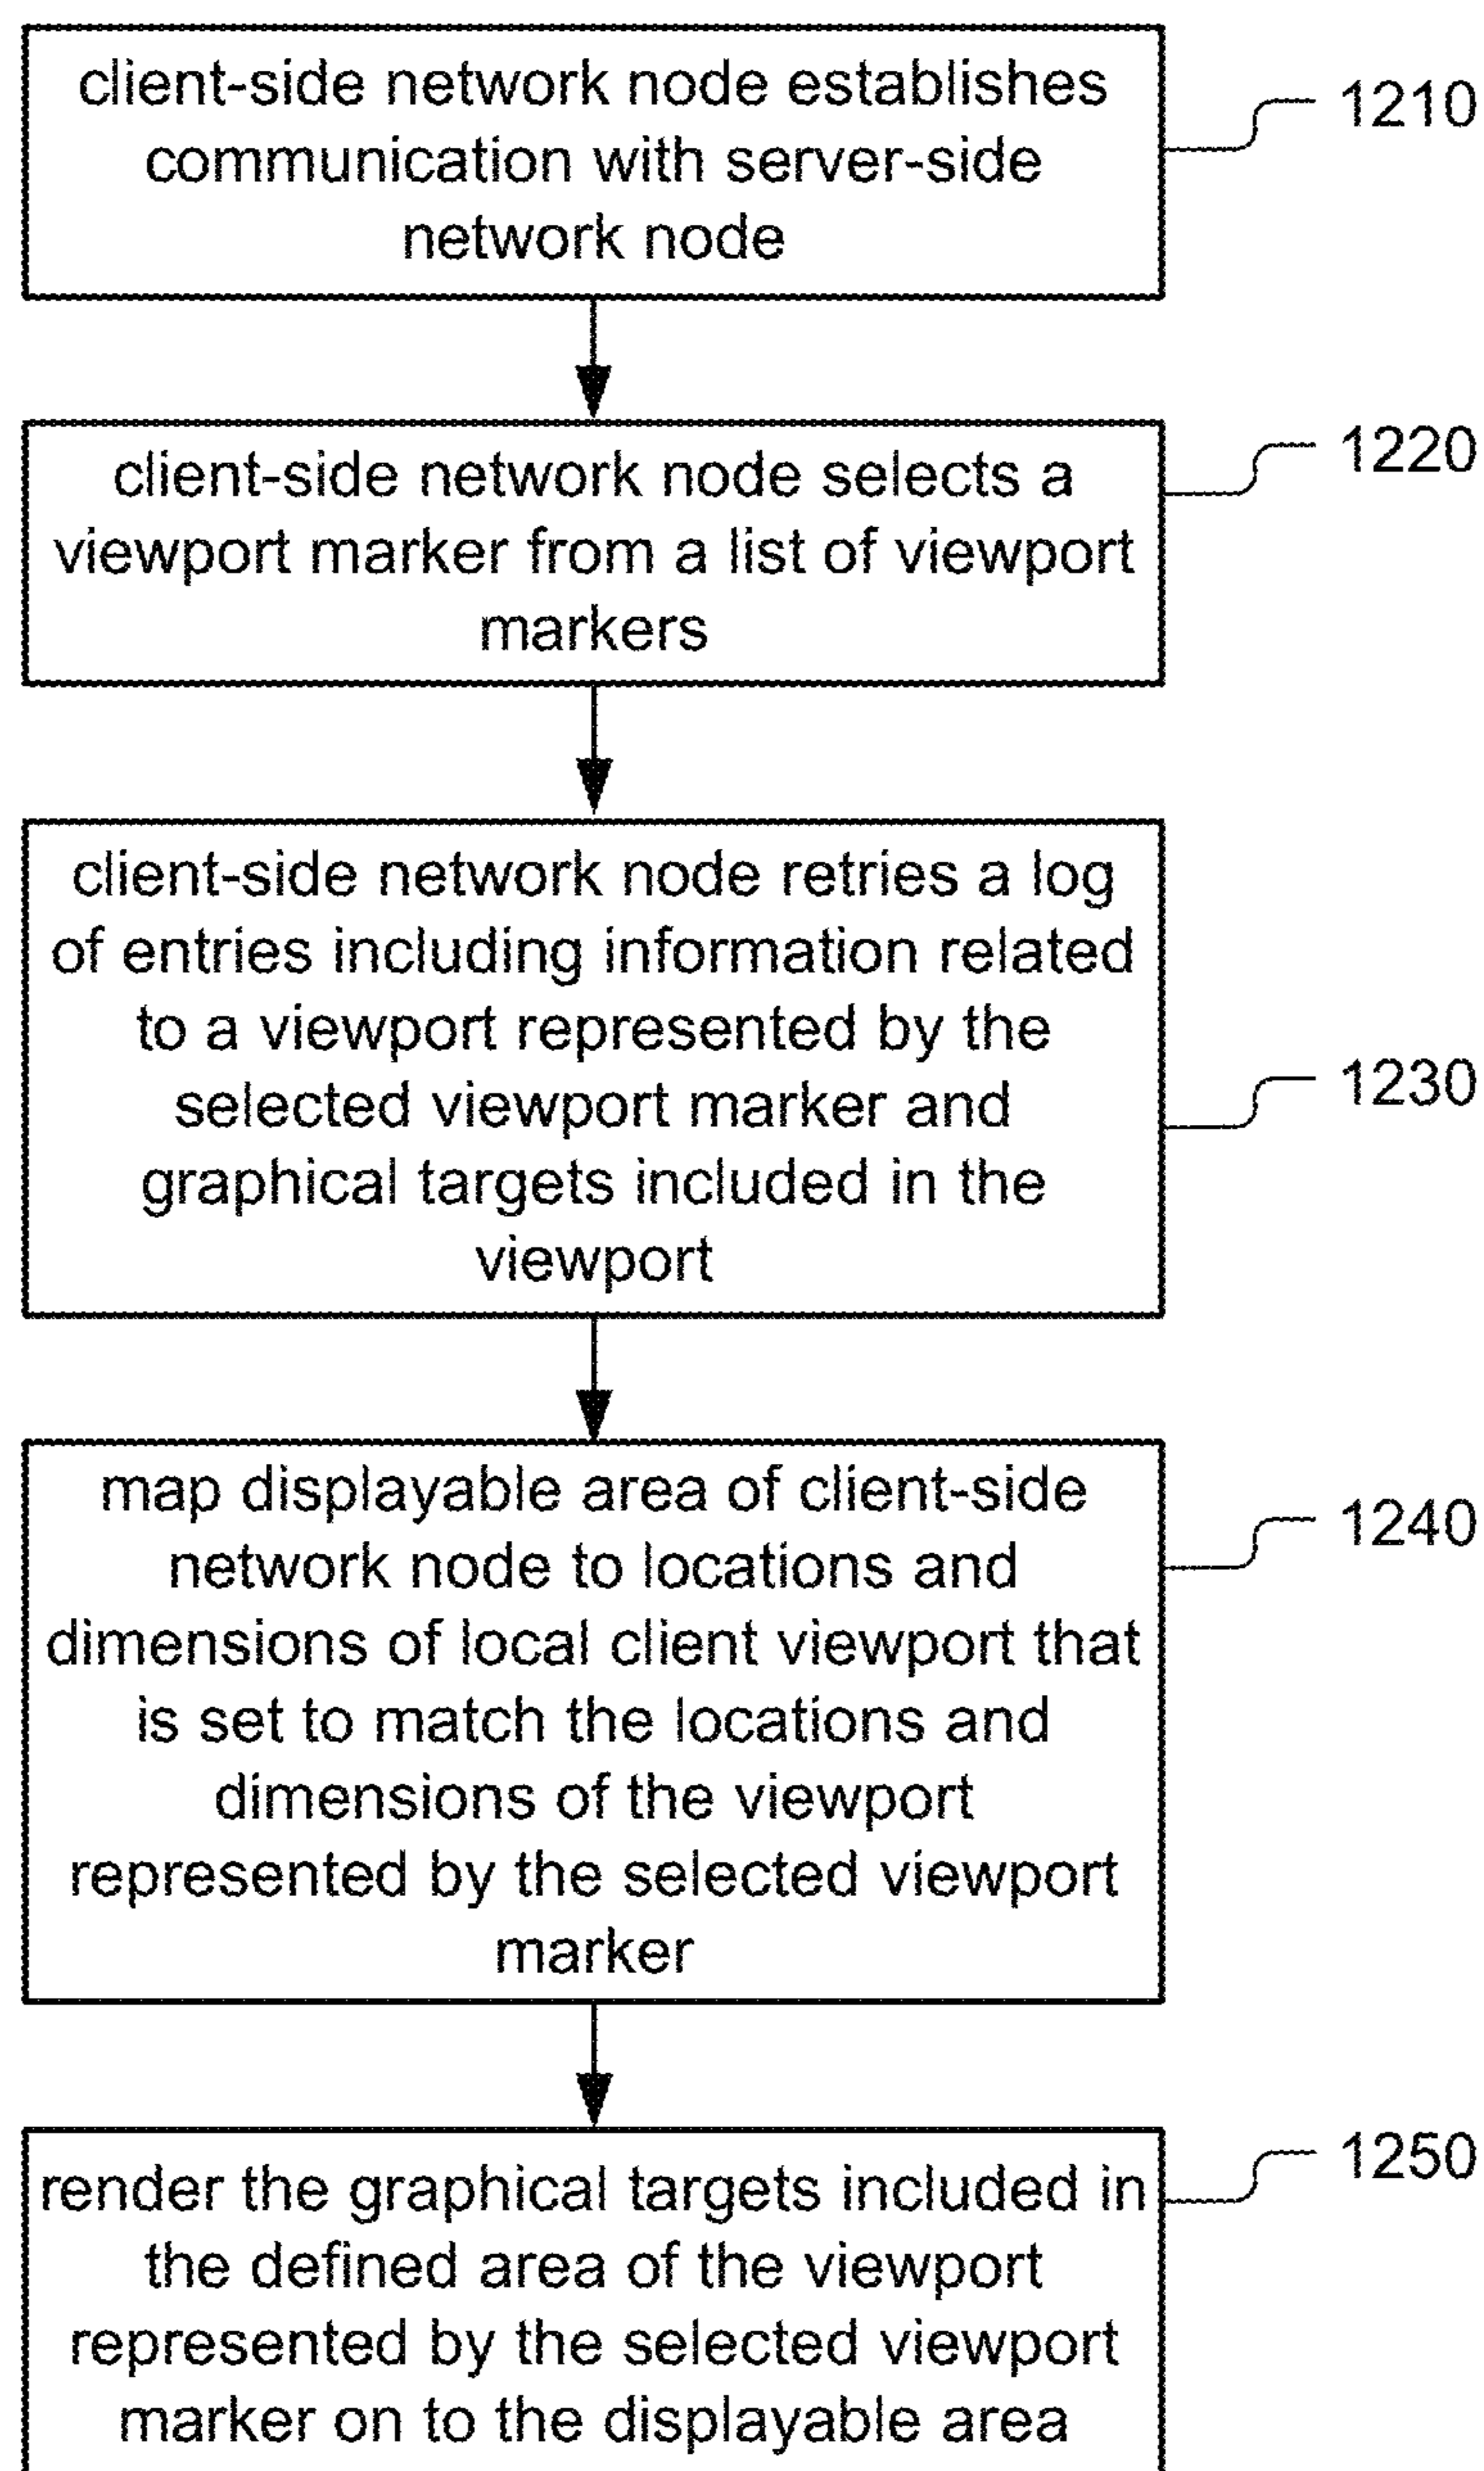 client-side network node establishes
communication with server-side
network node
1210
client-side network node selects a
viewport marker from a list of viewport
markers
1220
client-side network node retries a log
of entries including information related
to a viewport represented by the
selected viewport marker and
graphical targets included in the
viewport
1230
map displayable area of client-side
network node to locations and
dimensions of local client viewport that
is set to match the locations and
dimensions of the viewport
represented by the selected viewport
marker
1240
render the graphical targets included in
the defined area of the viewport
represented by the selected viewport
marker on to the displayable area
1250